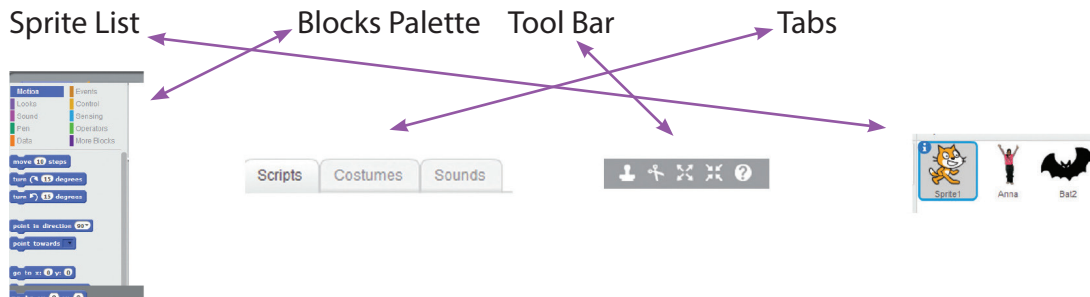 Sprite List Blocks Palette Tool Bar Tabs
Motion Events
Looks Control
Sound Sensing
Pen Operators
Data More Blocks
move 10 steps
turn 15 degrees
turn 15 degrees
point in direction 90
point towards
go to x: 0 y: 0
Scripts Costumes Sounds
Sprite1 Anna Bat2